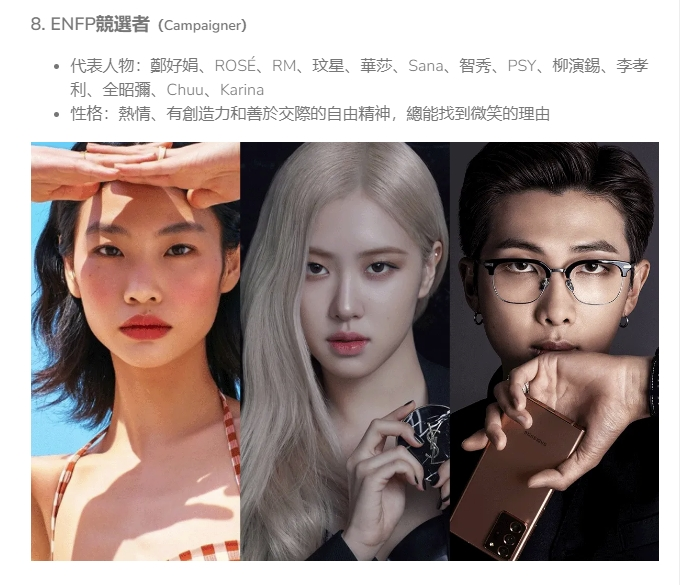 8. ENFP競選者（Campaigner）
代表人物：鄭好娟、ROSÉ、RM、玟星、華莎、Sana、智秀、PSY、柳演錫、李孝
利、全昭彌、Chuu、Karina
性格：熱情、有創造力和善於交際的自由精神，總能找到微笑的理由
SAMSUNG